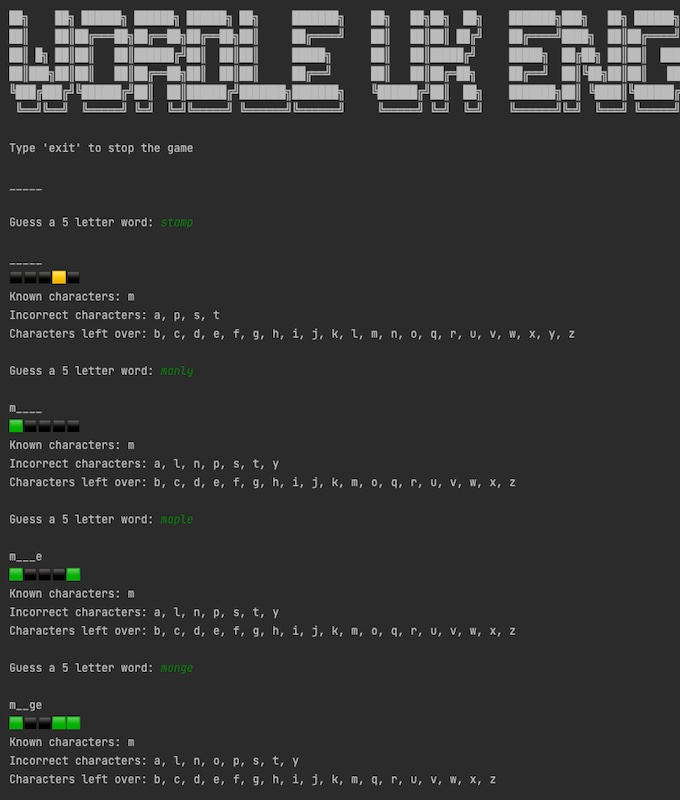 WORDLE UK ENG
Type 'exit' to stop the game
_____
Guess a 5 letter word: stamp
_____
Known characters: m
Incorrect characters: a, p, s, t
Characters left over: b, c, d, e, f, g, h, i, j, k, l, m, n, o, q, r, u, v, w, x, y, z
Guess a 5 letter word: manly
m____
Known characters: m
Incorrect characters: a, l, n, p, s, t, y
Characters left over: b, c, d, e, f, g, h, i, j, k, m, o, q, r, u, v, w, x, z
Guess a 5 letter word: maple
m___e
Known characters: m
Incorrect characters: a, l, n, p, s, t, y
Characters left over: b, c, d, e, f, g, h, i, j, k, m, o, q, r, u, v, w, x, z
Guess a 5 letter word: monge
m__ge
Known characters: m
Incorrect characters: a, l, n, o, p, s, t, y
Characters left over: b, c, d, e, f, g, h, i, j, k, m, q, r, u, v, w, x, z